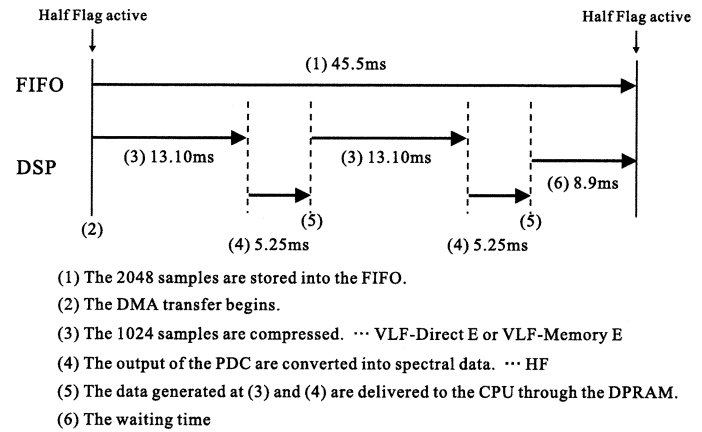 Half Flag active
Half Flag active
(1) 45.5ms
FIFO
(3) 13.10ms
(3) 13.10ms
DSP
(6) 8.9ms
(2)
(5)
(5)
(4) 5.25ms
(4) 5.25ms
(1) The 2048 samples are stored into the FIFO.
(2) The DMA transfer begins.
(3) The 1024 samples are compressed. ··· VLF-Direct E or VLF-Memory E
(4) The output of the PDC are converted into spectral data. ··· HF
(5) The data generated at (3) and (4) are delivered to the CPU through the DPRAM.
(6) The waiting time